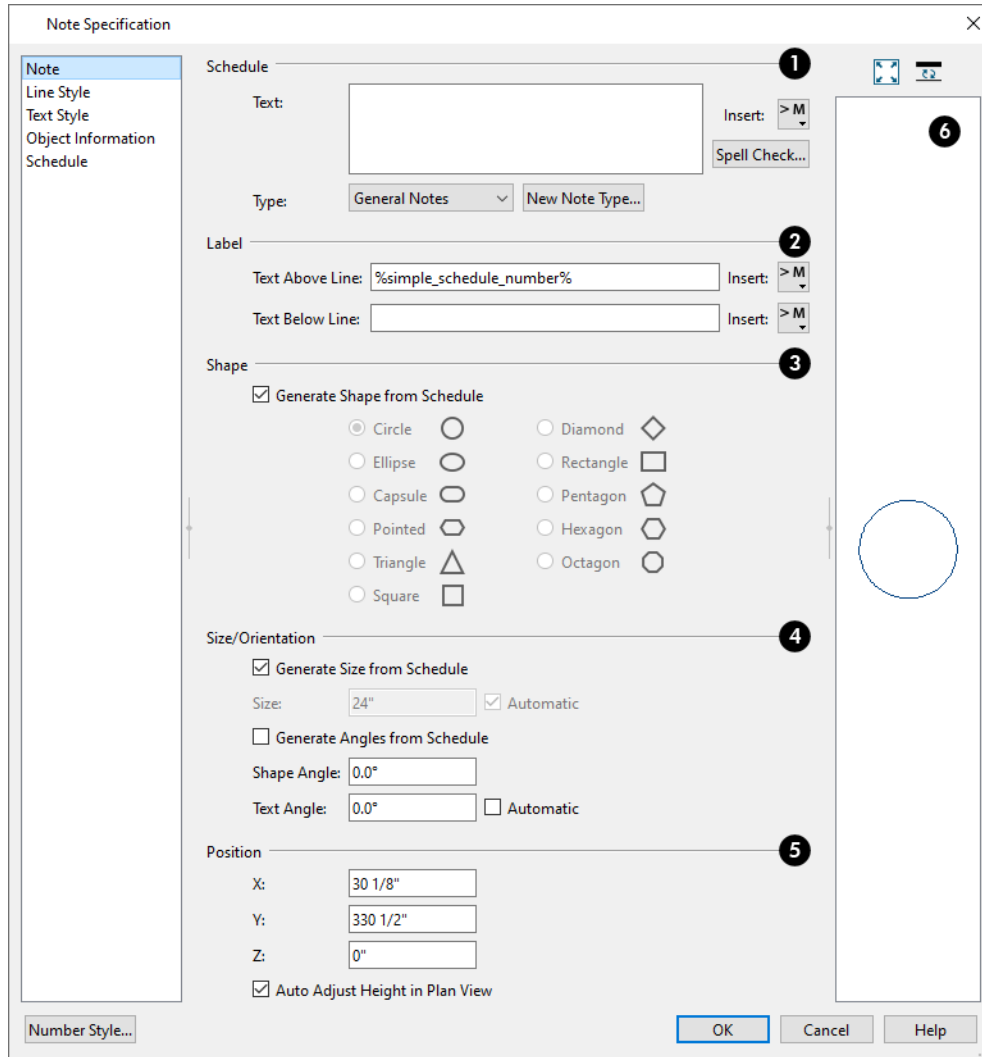 Note Specification
Note
Line Style
Text Style
Object Information
Schedule
Schedule 1
Text:
Insert: > M
Spell Check...
Type: General Notes New Note Type...
Label 2
Text Above Line: %simple_schedule_number% Insert: > M
Text Below Line: Insert: > M
Shape 3
Generate Shape from Schedule
Circle Diamond
Ellipse Rectangle
Capsule Pentagon
Pointed Hexagon
Triangle Octagon
Square
Size/Orientation 4
Generate Size from Schedule
Size: 24" Automatic
Generate Angles from Schedule
Shape Angle: 0.0°
Text Angle: 0.0° Automatic
Position 5
X: 30 1/8"
Y: 330 1/2"
Z: 0"
Auto Adjust Height in Plan View
6
Number Style... OK Cancel Help